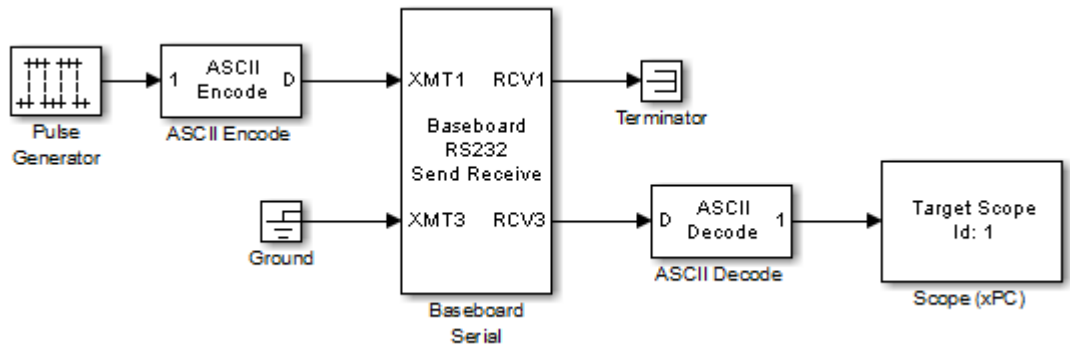 Pulse
Generator
1
ASCII
Encode
D
ASCII Encode
XMT1
RCV1
Baseboard
RS232
Send Receive
XMT3
RCV3
Baseboard
Serial
Terminator
Ground
D
ASCII
Decode
1
ASCII Decode
Target Scope
Id: 1
Scope (xPC)